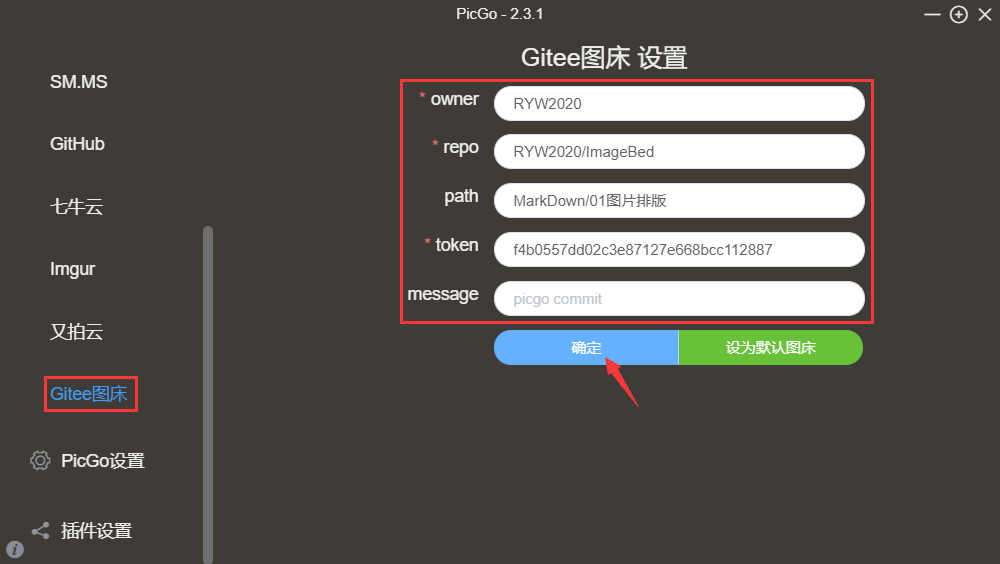 PicGo - 2.3.1
SM.MS
GitHub
七牛云
Imgur
又拍云
Gitee图床
PicGo设置
插件设置
Gitee图床 设置
* owner RYW2020
* repo RYW2020/ImageBed
path MarkDown/01图片排版
* token f4b0557dd02c3e87127e668bcc112887
message picgo commit
确定 设为默认图床